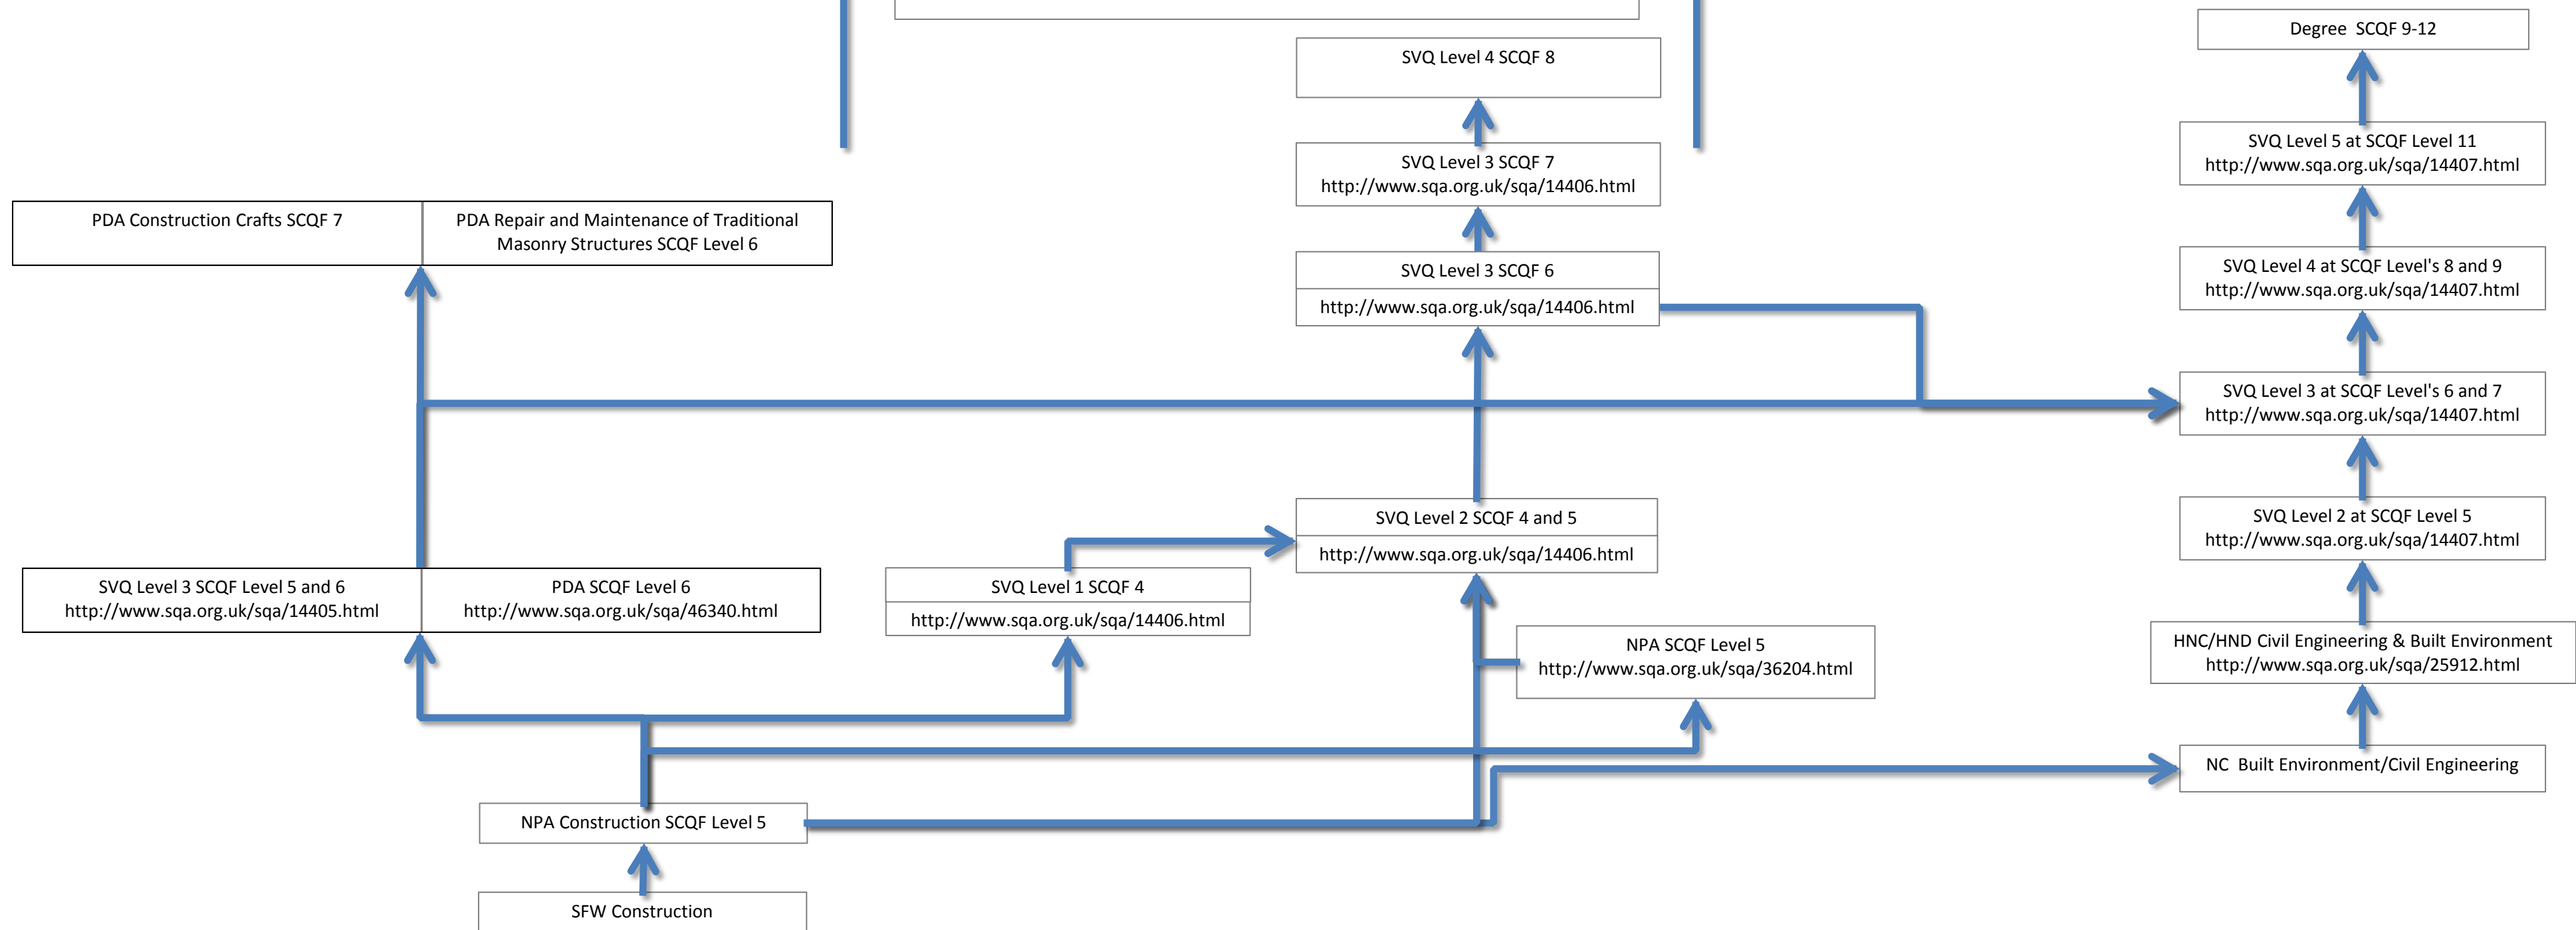 Degree  SCQF 9-12
SVQ Level 4 SCQF 8
SVQ Level 5 at SCQF Level 11
http://www.sqa.org.uk/sqa/14407.html
SVQ Level 3 SCQF 7
http://www.sqa.org.uk/sqa/14406.html
PDA Construction Crafts SCQF 7
PDA Repair and Maintenance of Traditional
Masonry Structures SCQF Level 6
SVQ Level 3 SCQF 6
http://www.sqa.org.uk/sqa/14406.html
SVQ Level 4 at SCQF Level's 8 and 9
http://www.sqa.org.uk/sqa/14407.html
SVQ Level 3 at SCQF Level's 6 and 7
http://www.sqa.org.uk/sqa/14407.html
SVQ Level 2 SCQF 4 and 5
http://www.sqa.org.uk/sqa/14406.html
SVQ Level 2 at SCQF Level 5
http://www.sqa.org.uk/sqa/14407.html
SVQ Level 3 SCQF Level 5 and 6
http://www.sqa.org.uk/sqa/14405.html
PDA SCQF Level 6
http://www.sqa.org.uk/sqa/46340.html
SVQ Level 1 SCQF 4
http://www.sqa.org.uk/sqa/14406.html
NPA SCQF Level 5
http://www.sqa.org.uk/sqa/36204.html
HNC/HND Civil Engineering & Built Environment
http://www.sqa.org.uk/sqa/25912.html
NC  Built Environment/Civil Engineering
NPA Construction SCQF Level 5
SFW Construction